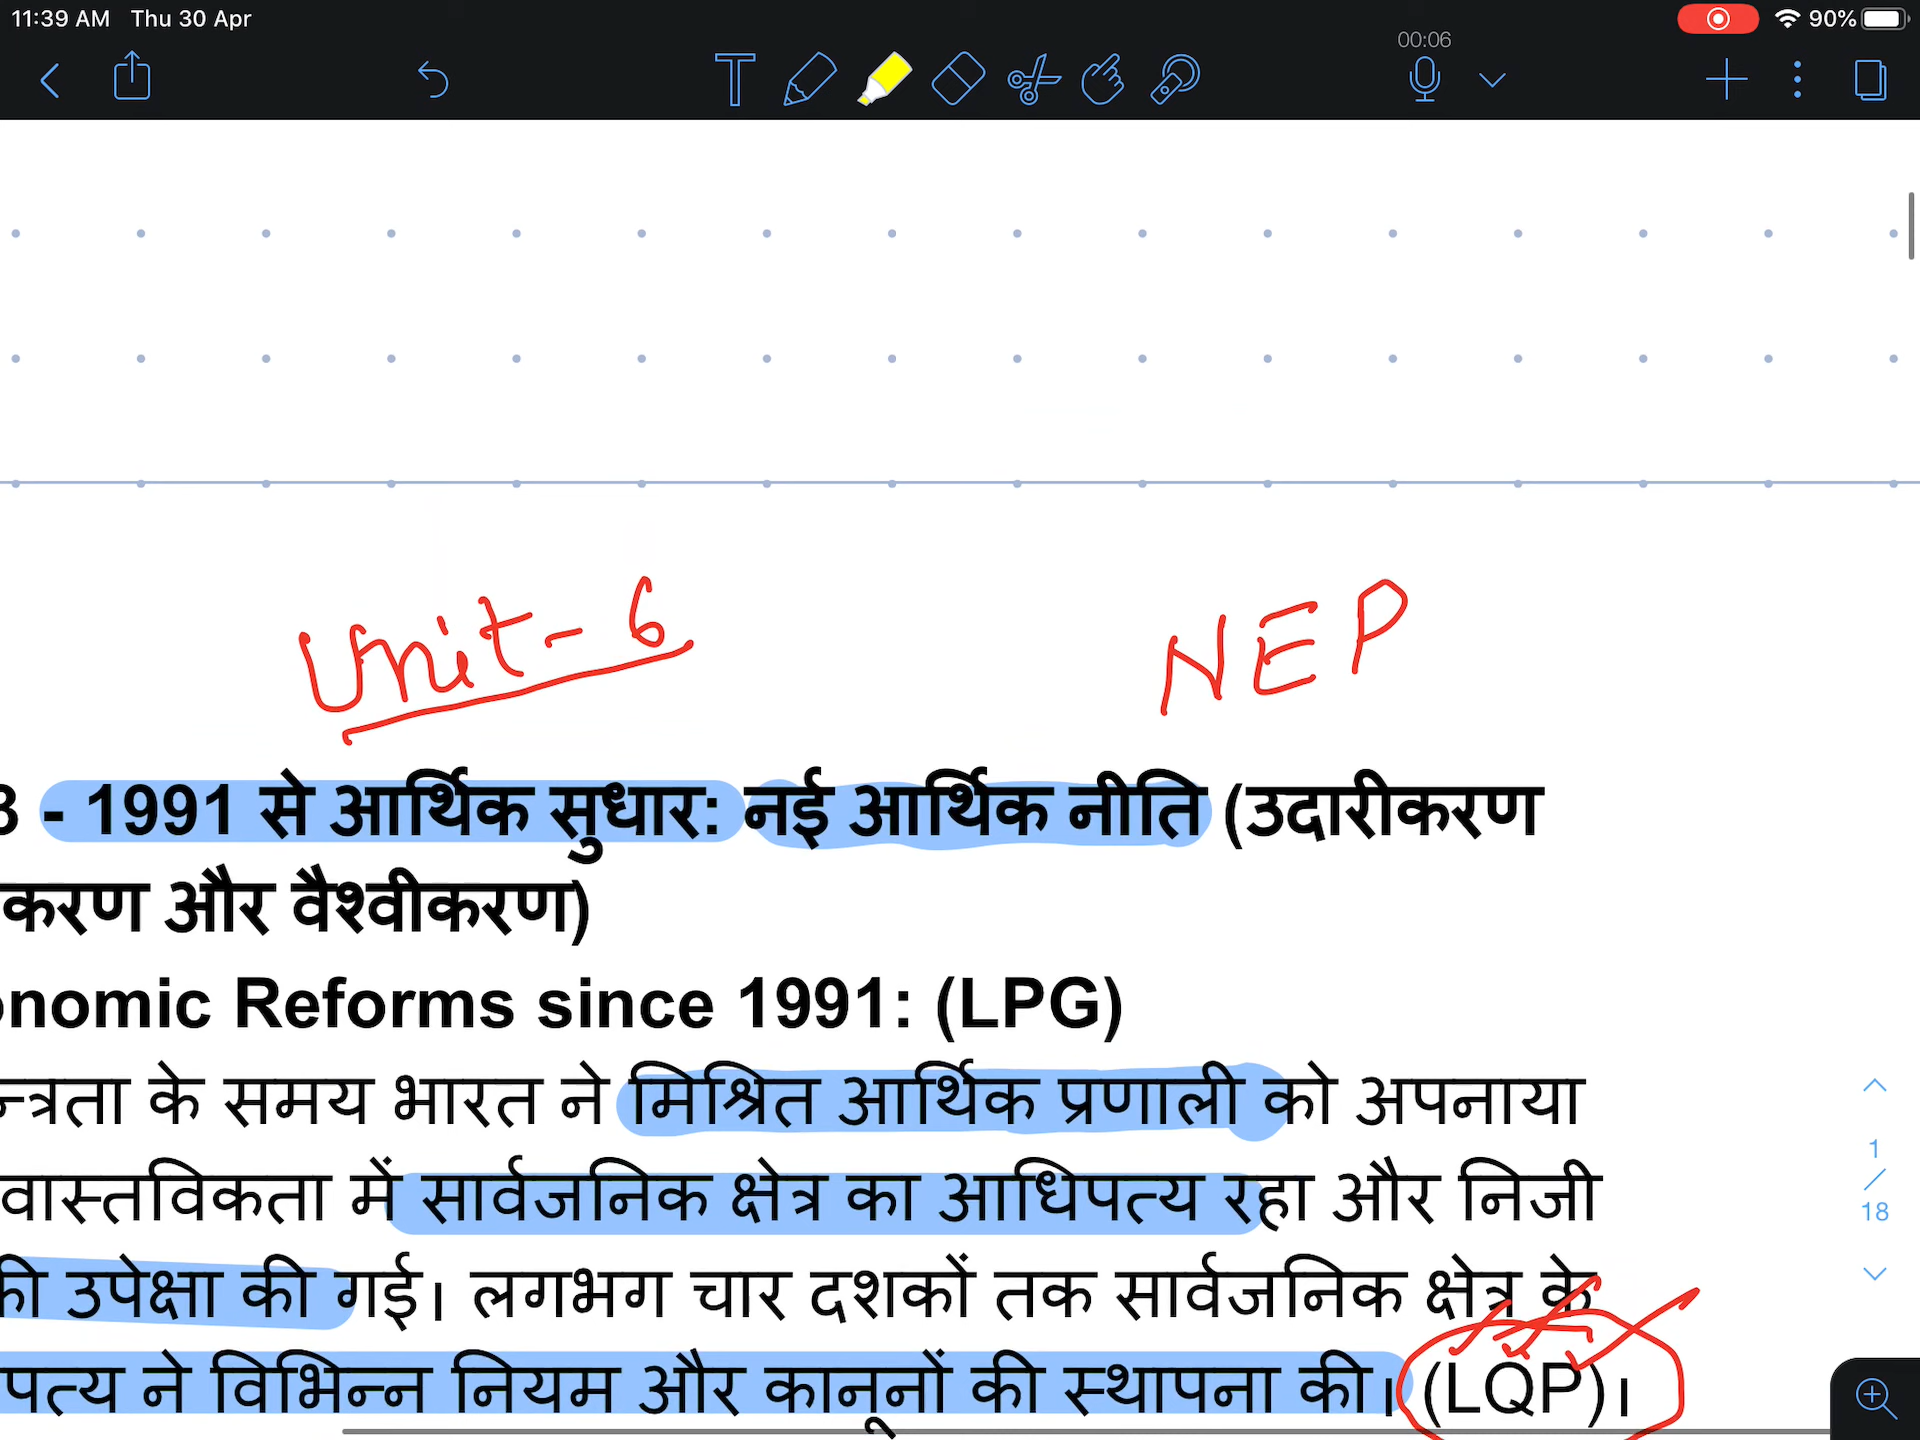 11:39 AM Thu 30 Apr
90%
00:06
Unit - 6 NEP
3 - 1991 से आर्थिक सुधार: नई आर्थिक नीति (उदारीकरण
करण और वैश्वीकरण)
onomic Reforms since 1991: (LPG)
न्त्रता के समय भारत ने मिश्रित आर्थिक प्रणाली को अपनाया
वास्तविकता में सार्वजनिक क्षेत्र का आधिपत्य रहा और निजी
की उपेक्षा की गई। लगभग चार दशकों तक सार्वजनिक क्षेत्र के
पत्य ने विभिन्न नियम और कानूनों की स्थापना की। (LQP)।
1
/
18